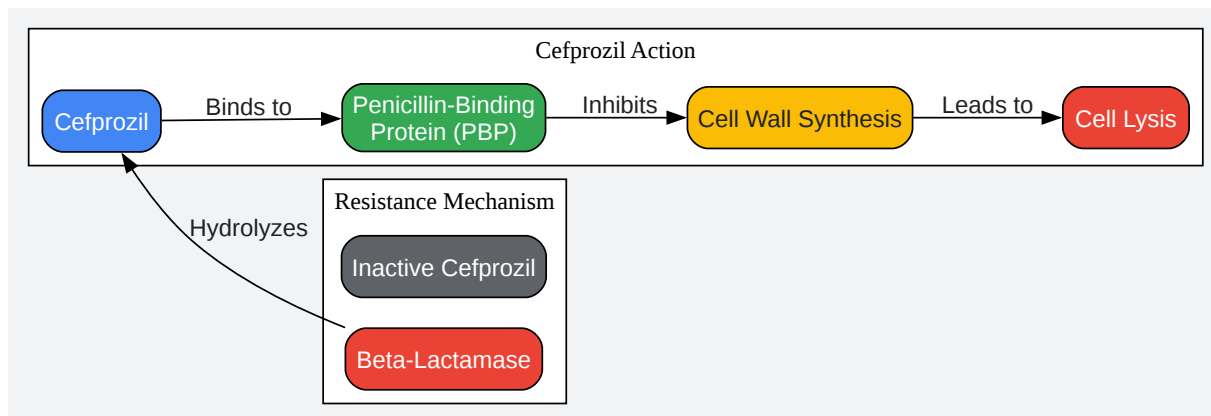 Cefprozil Action
Cefprozil
Binds to
Penicillin-Binding
Protein (PBP)
Inhibits
Cell Wall Synthesis
Leads to
Cell Lysis
Hydrolyzes
Resistance Mechanism
Inactive Cefprozil
Beta-Lactamase